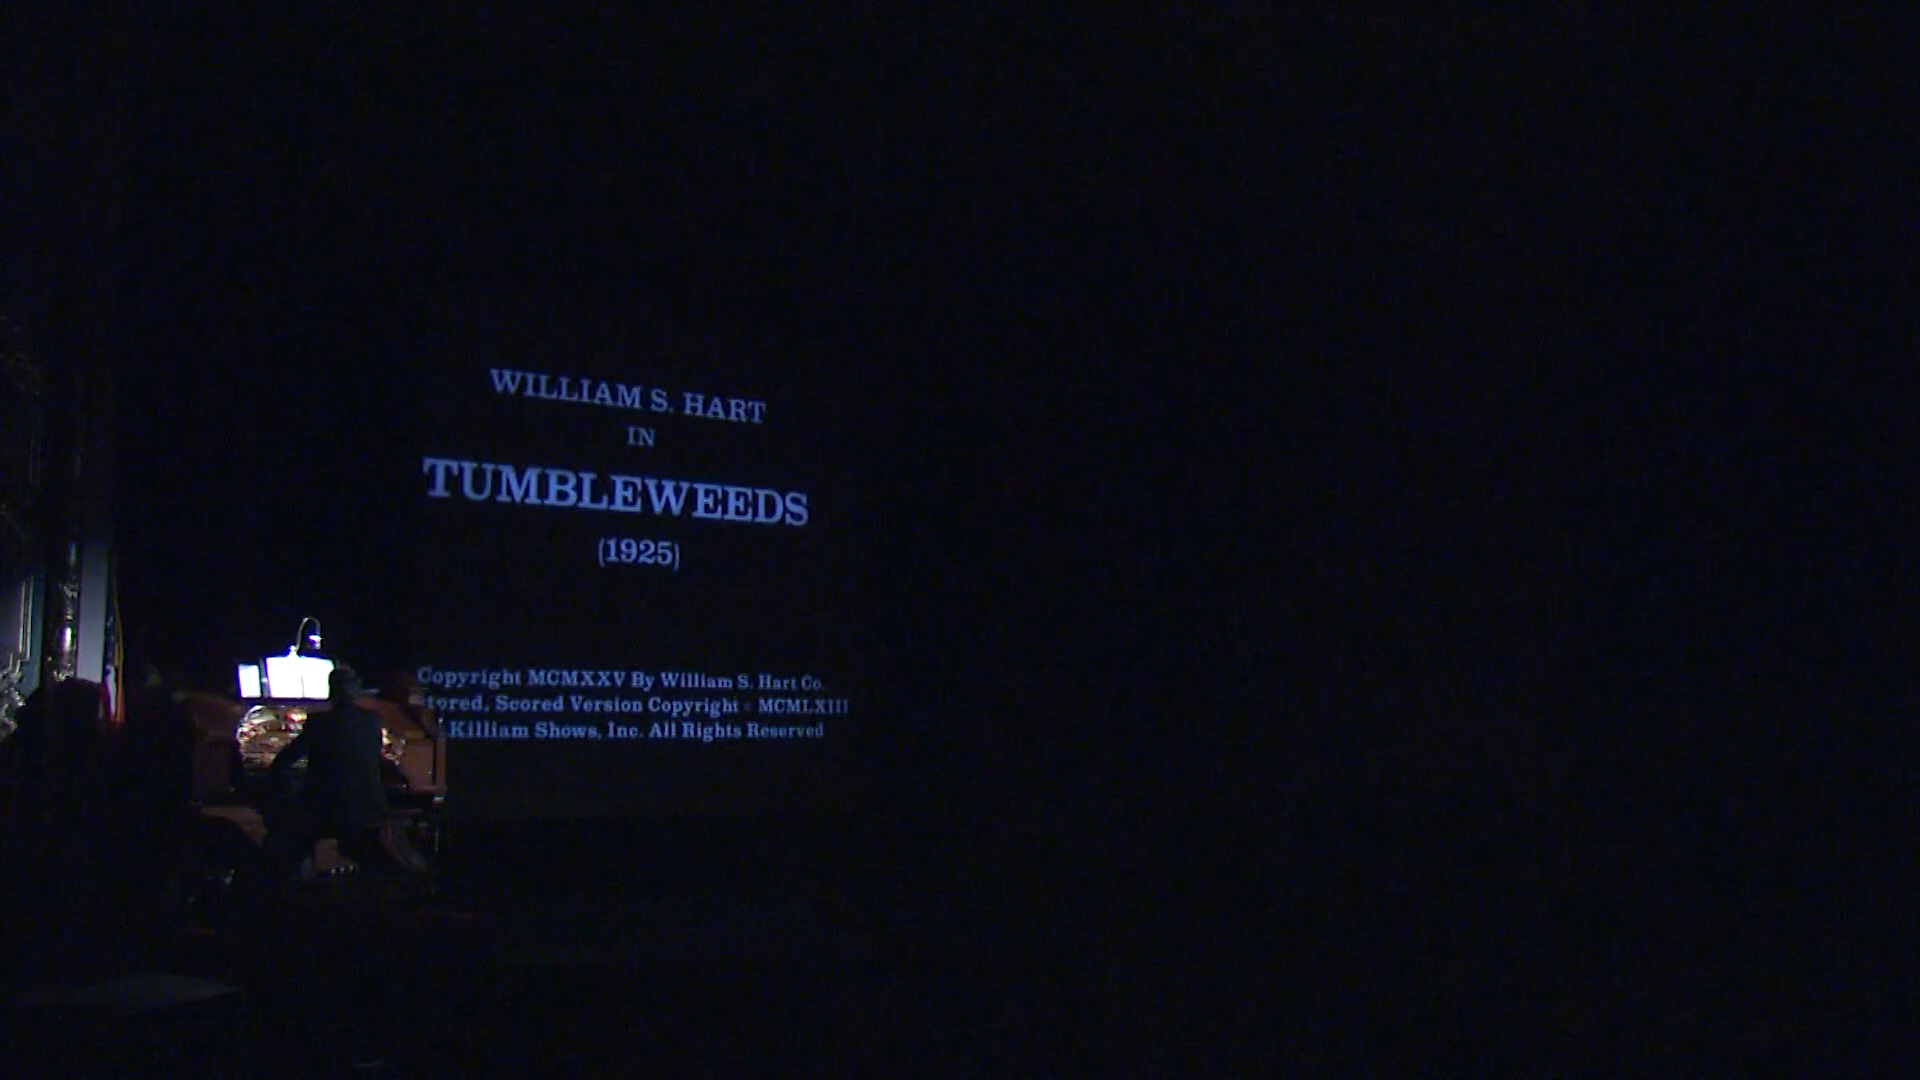 WILLIAM S. HART
IN
TUMBLEWEEDS
(1925)
Copyright MCMXXV By William S. Hart Co.
Scored Version Copyright MCMLXIII
Killiam Shows, Inc. All Rights Reserved